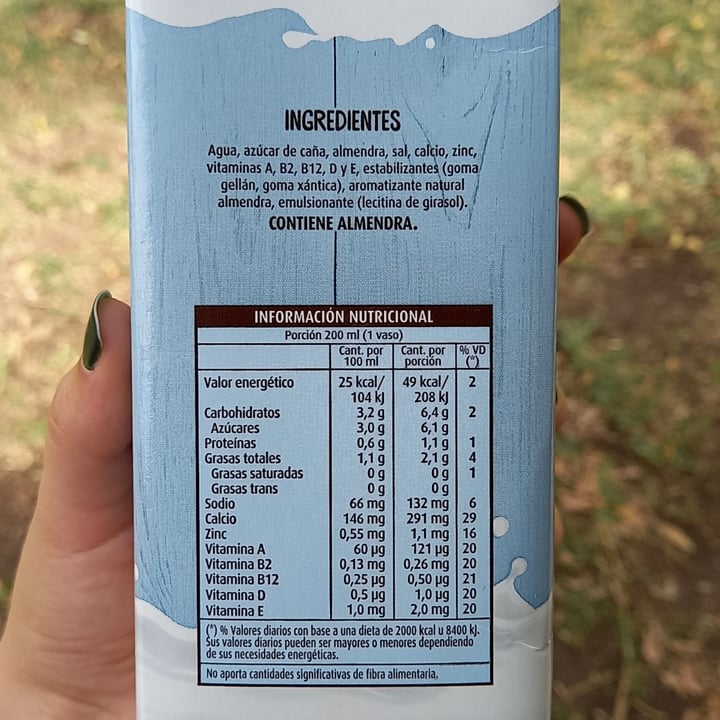 INGREDIENTES
Agua, azúcar de caña, almendra, sal, calcio, zinc,
vitaminas A, B2, B12, D y E, estabilizantes (goma
gellán, goma xántica), aromatizante natural
almendra, emulsionante (lecitina de girasol).
CONTIENE ALMENDRA.
INFORMACIÓN NUTRICIONAL
Porción 200 ml (1 vaso)
Cant. por 100 ml Cant. por porción % VD (*)
Valor energético 25 kcal/ 49 kcal/ 2
104 kJ 208 kJ
Carbohidratos 3,2 g 6,4 g 2
Azúcares 3,0 g 6,1 g
Proteínas 0,6 g 1,1 g 1
Grasas totales 1,1 g 2,1 g 4
Grasas saturadas 0 g 0 g 1
Grasas trans 0 g 0 g
Sodio 66 mg 132 mg 6
Calcio 146 mg 291 mg 29
Zinc 0,55 mg 1,1 mg 16
Vitamina A 60 µg 121 µg 20
Vitamina B2 0,13 mg 0,26 mg 20
Vitamina B12 0,25 µg 0,50 µg 21
Vitamina D 0,5 µg 1,0 µg 20
Vitamina E 1,0 mg 2,0 mg 20
(*) % Valores diarios con base a una dieta de 2000 kcal u 8400 kJ.
Sus valores diarios pueden ser mayores o menores dependiendo
de sus necesidades energéticas.
No aporta cantidades significativas de fibra alimentaria.